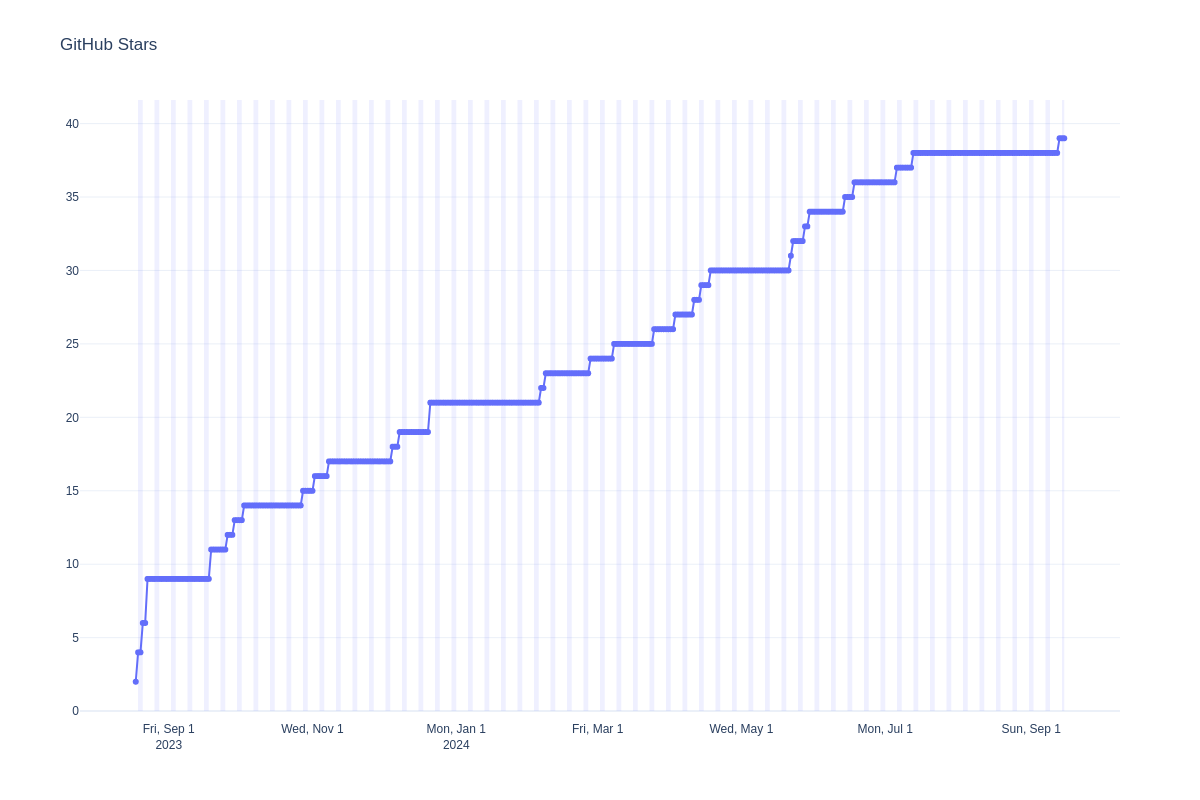 GitHub Stars
40
35
30
25
20
15
10
5
0
Fri, Sep 1
2023
Wed, Nov 1
Mon, Jan 1
2024
Fri, Mar 1
Wed, May 1
Mon, Jul 1
Sun, Sep 1